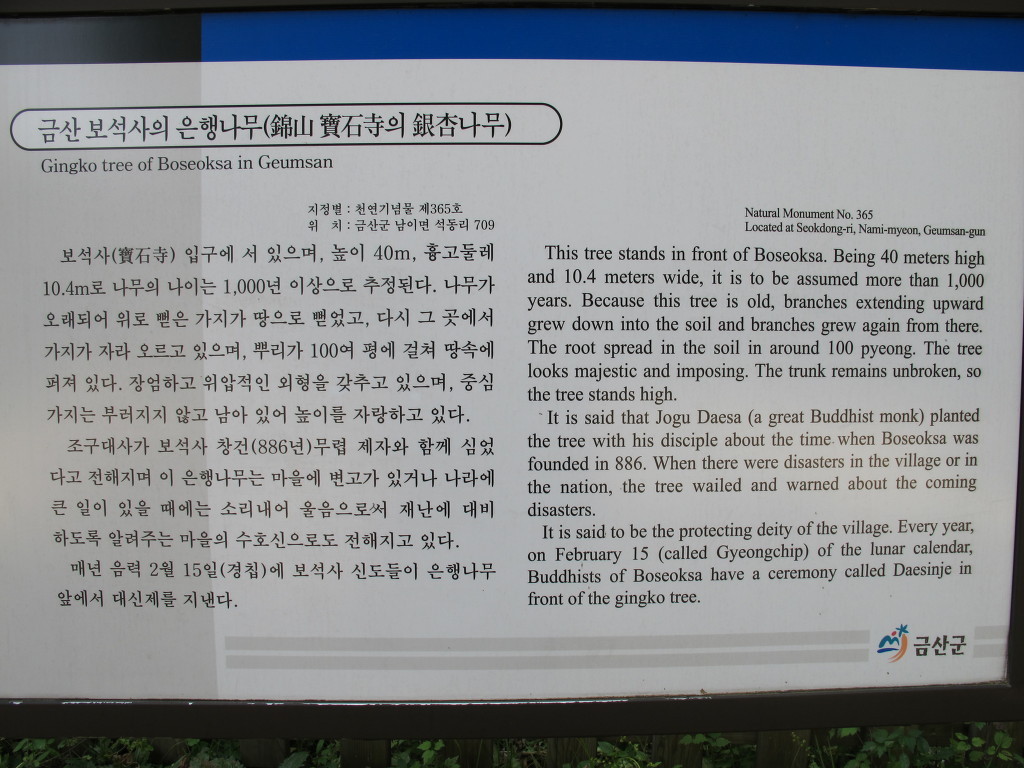 금산 보석사의 은행나무(錦山 寶石寺의 銀杏나무)
Gingko tree of Boseoksa in Geumsan
지정별 : 천연기념물 제365호
위 치 : 금산군 남이면 석동리 709
보석사(寶石寺) 입구에 서 있으며, 높이 40m, 흉고둘레
10.4m로 나무의 나이는 1,000년 이상으로 추정된다. 나무가
오래되어 위로 뻗은 가지가 땅으로 뻗었고, 다시 그 곳에서
가지가 자라 오르고 있으며, 뿌리가 100여 평에 걸쳐 땅속에
퍼져 있다. 장엄하고 위압적인 외형을 갖추고 있으며, 중심
가지는 부러지지 않고 남아 있어 높이를 자랑하고 있다.
조구대사가 보석사 창건(886년)무렵 제자와 함께 심었
다고 전해지며 이 은행나무는 마을에 변고가 있거나 나라에
큰 일이 있을 때에는 소리내어 울음으로써 재난에 대비
하도록 알려주는 마을의 수호신으로도 전해지고 있다.
매년 음력 2월 15일(경칩)에 보석사 신도들이 은행나무
앞에서 대신제를 지낸다.
Natural Monument No. 365
Located at Seokdong-ri, Nami-myeon, Geumsan-gun
This tree stands in front of Boseoksa. Being 40 meters high
and 10.4 meters wide, it is to be assumed more than 1,000
years. Because this tree is old, branches extending upward
grew down into the soil and branches grew again from there.
The root spread in the soil in around 100 pyeong. The tree
looks majestic and imposing. The trunk remains unbroken, so
the tree stands high.
It is said that Jogu Daesa (a great Buddhist monk) planted
the tree with his disciple about the time when Boseoksa was
founded in 886. When there were disasters in the village or in
the nation, the tree wailed and warned about the coming
disasters.
It is said to be the protecting deity of the village. Every year,
on February 15 (called Gyeongchip) of the lunar calendar,
Buddhists of Boseoksa have a ceremony called Daesinje in
front of the gingko tree.
금산군